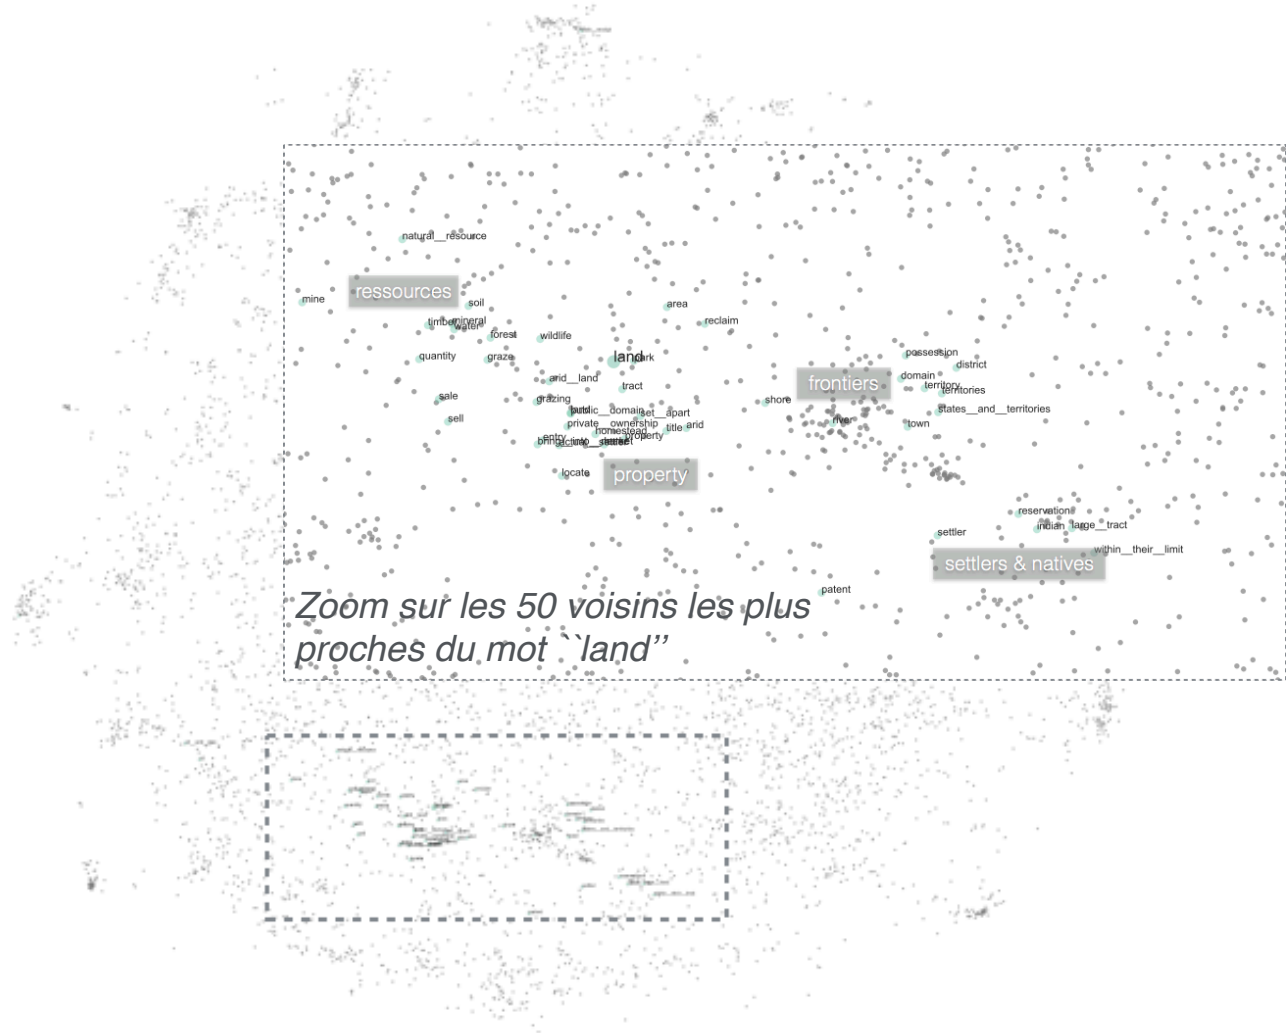 natural__resource
ressources
mine
soil
area
timber
mineral
water
reclaim
forest
wildlife
quantity
graze
land
park
possession
district
arid__land
domain
frontiers
territory
territories
tract
sale
grazing
shore
public__domain
set__apart
states__and__territories
sell
private__ownership
title
arid
river
town
homestead
property
entry
locate
property
reservation
indian
large__tract
settler
within__their__limit
settlers & natives
patent
Zoom sur les 50 voisins les plus
proches du mot ``land’’